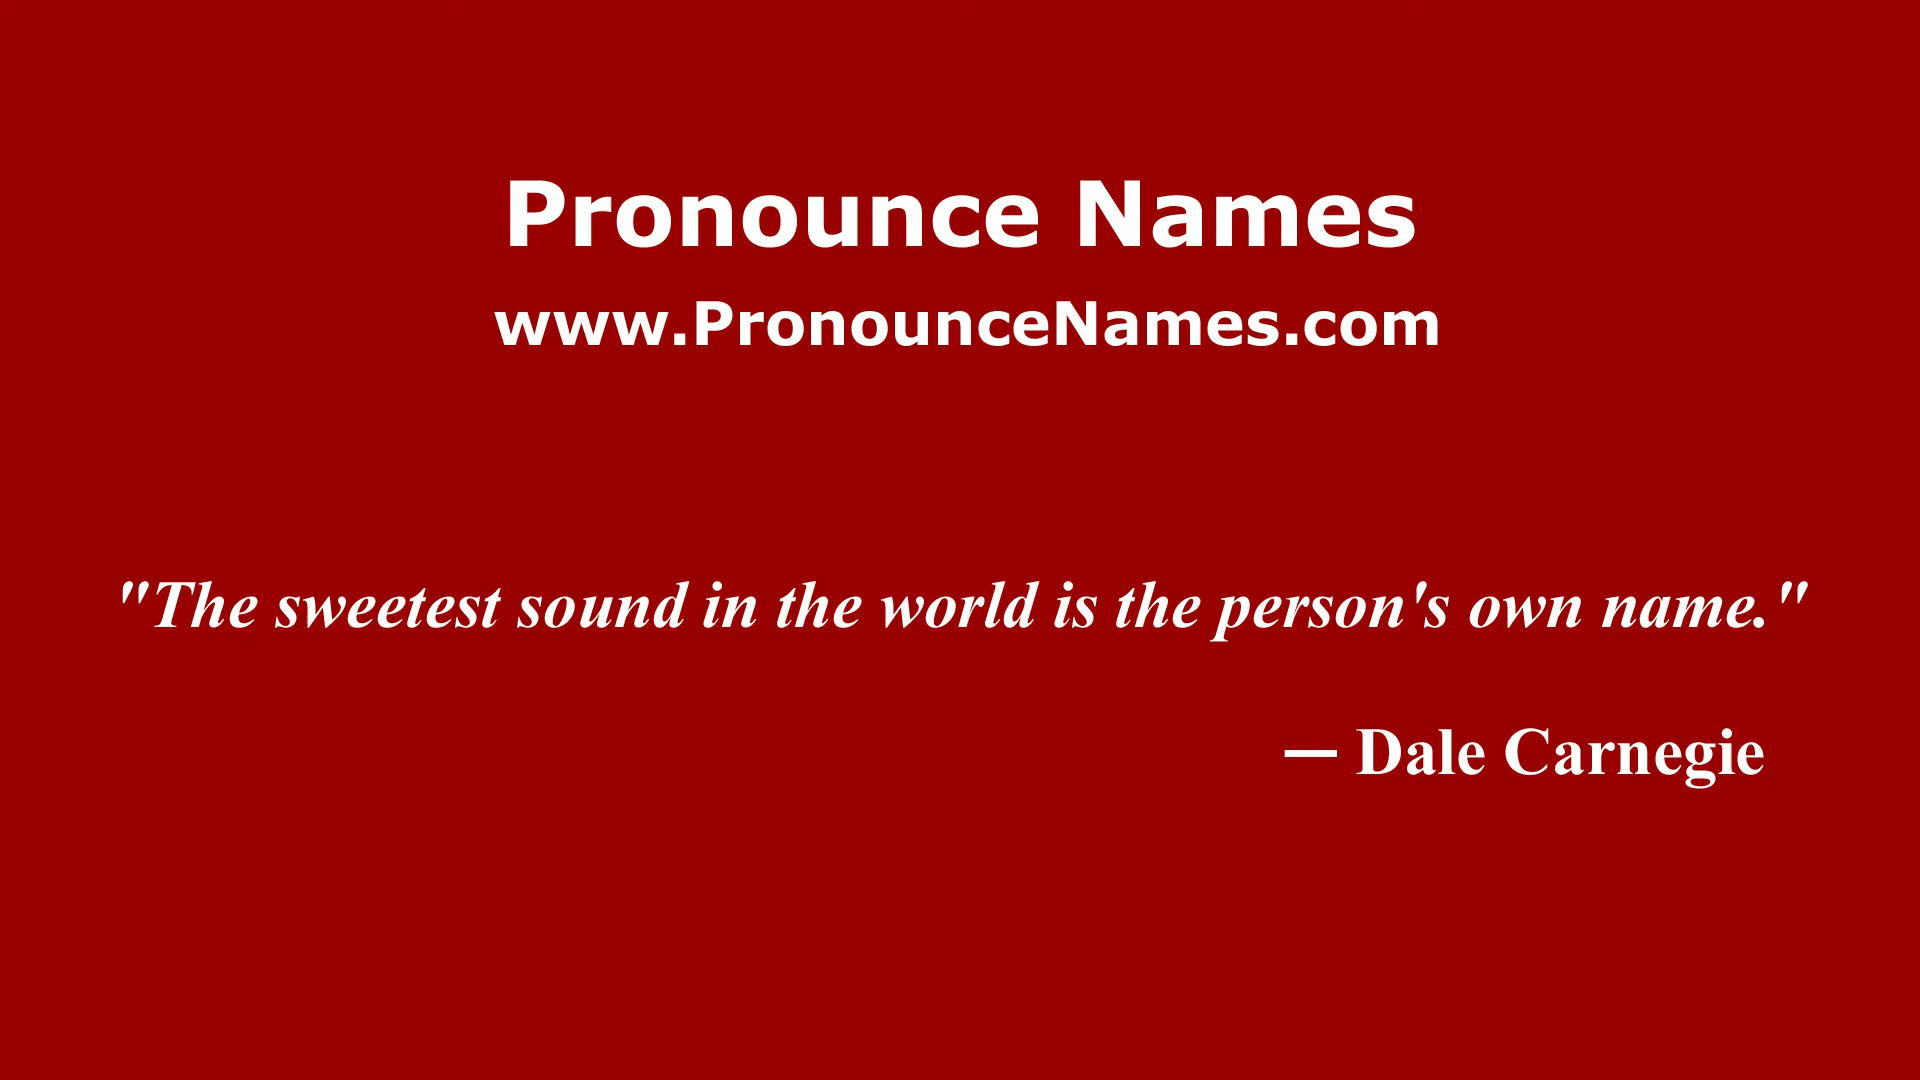 Pronounce Names
www.PronounceNames.com
"The sweetest sound in the world is the person's own name."
— Dale Carnegie